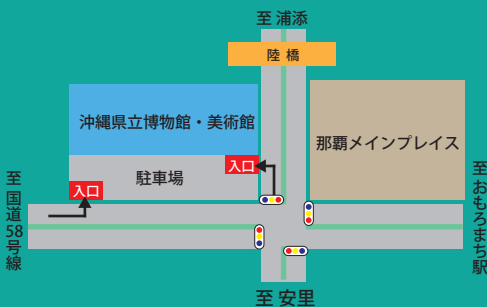 至 浦添
陸橋
沖縄県立博物館・美術館
那覇メインプレイス
入口
駐車場
入口
至 国道58号線
至 おもろまち駅
至 安里